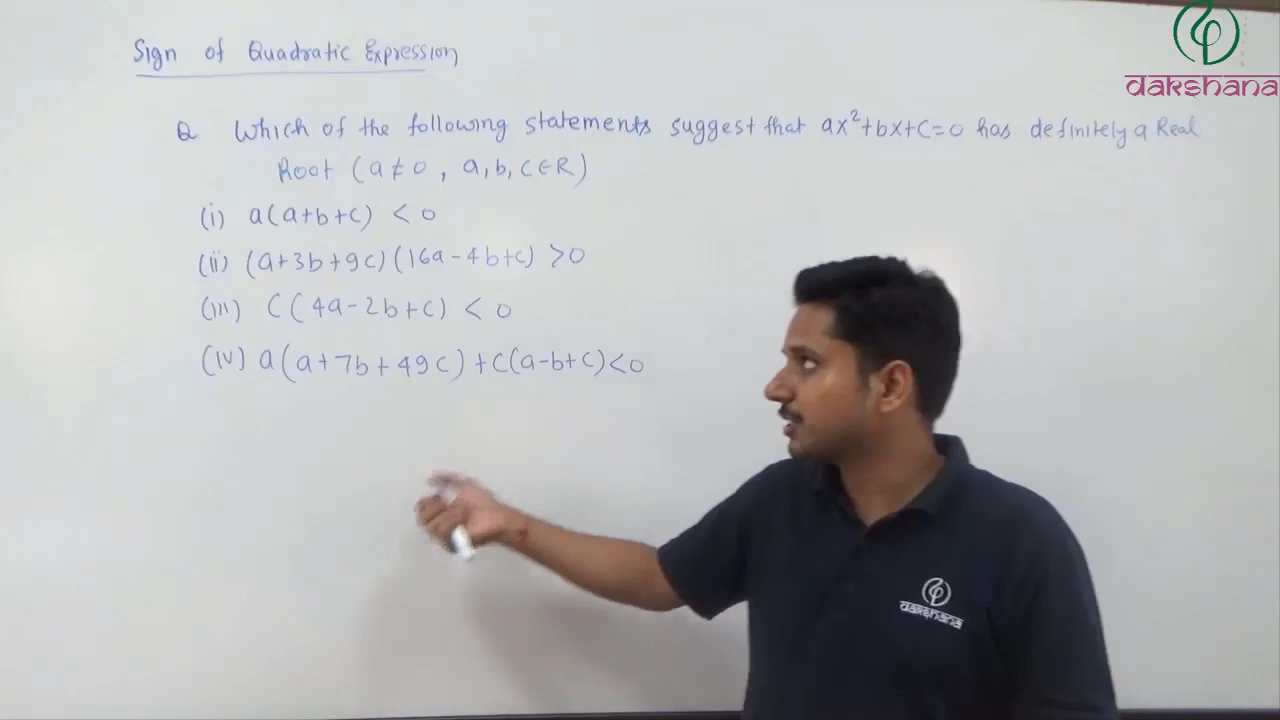 Sign of Quadratic Expression
dakshana
Q Which of the following statements suggest that ax²+bx+c=0 has definitely a Real
Root (a≠0, a,b,c∈R)
(i) a(a+b+c) < 0
(ii) (a+3b+9c)(16a-4b+c) >0
(iii) c(4a-2b+c) < 0
(iv) a(a+7b+49c)+c(a-b+c)<0
dakshana